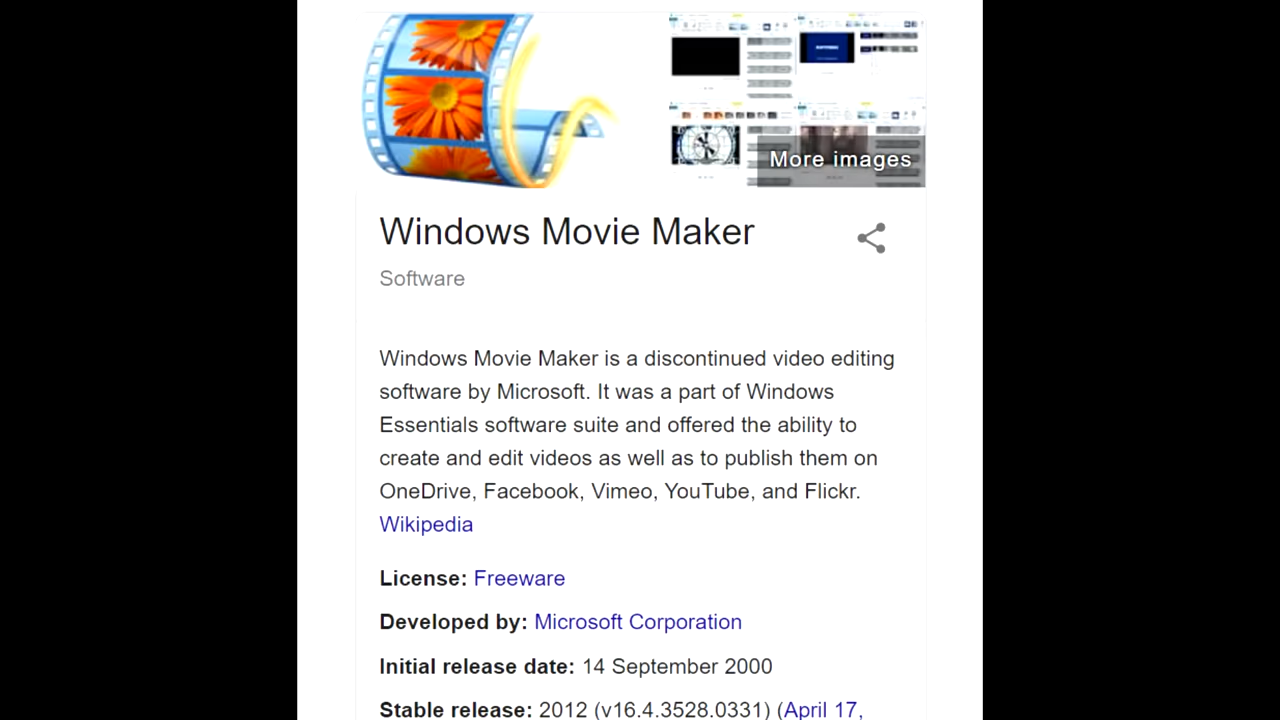 More images
Windows Movie Maker
Software
Windows Movie Maker is a discontinued video editing
software by Microsoft. It was a part of Windows
Essentials software suite and offered the ability to
create and edit videos as well as to publish them on
OneDrive, Facebook, Vimeo, YouTube, and Flickr.
Wikipedia
License: Freeware
Developed by: Microsoft Corporation
Initial release date: 14 September 2000
Stable release: 2012 (v16.4.3528.0331) (April 17,